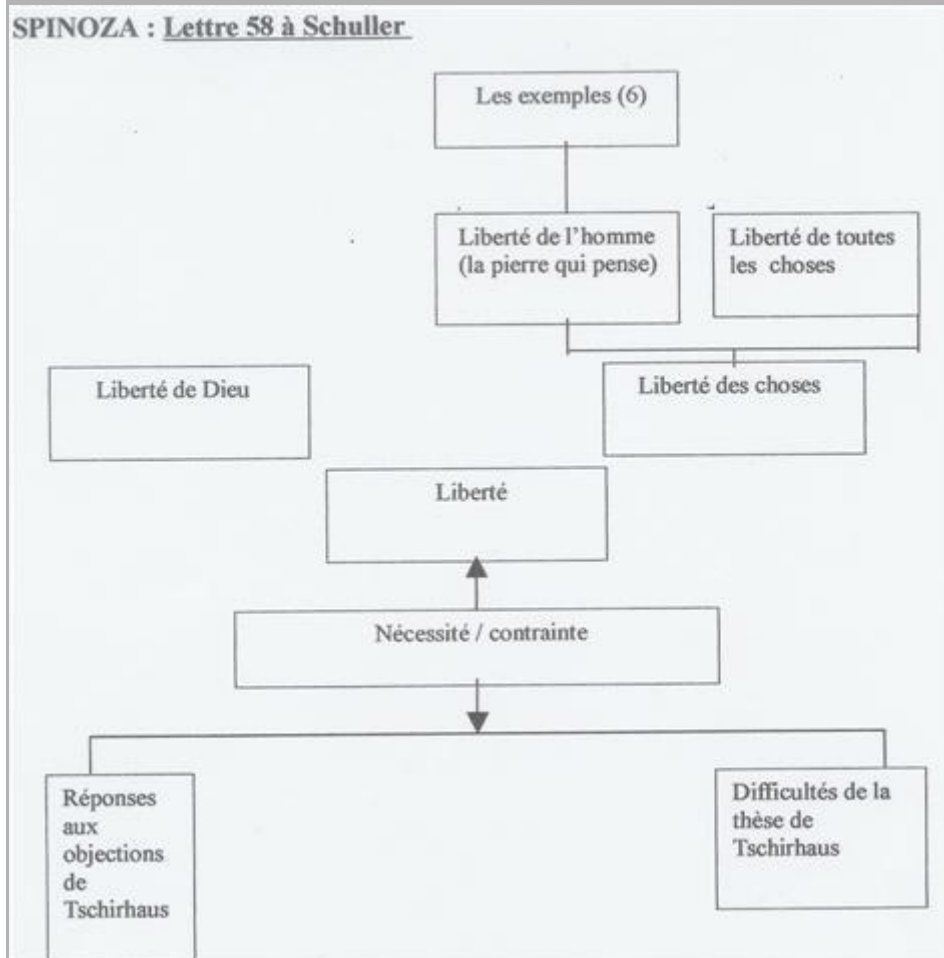 SPINOZA : Lettre 58 à Schuller
Les exemples (6)
Liberté de l'homme
(la pierre qui pense)
Liberté de toutes
les choses
Liberté de Dieu
Liberté des choses
Liberté
Nécessité / contrainte
Réponses
aux
objections
de
Tschirhaus
Difficultés de la
thèse de
Tschirhaus